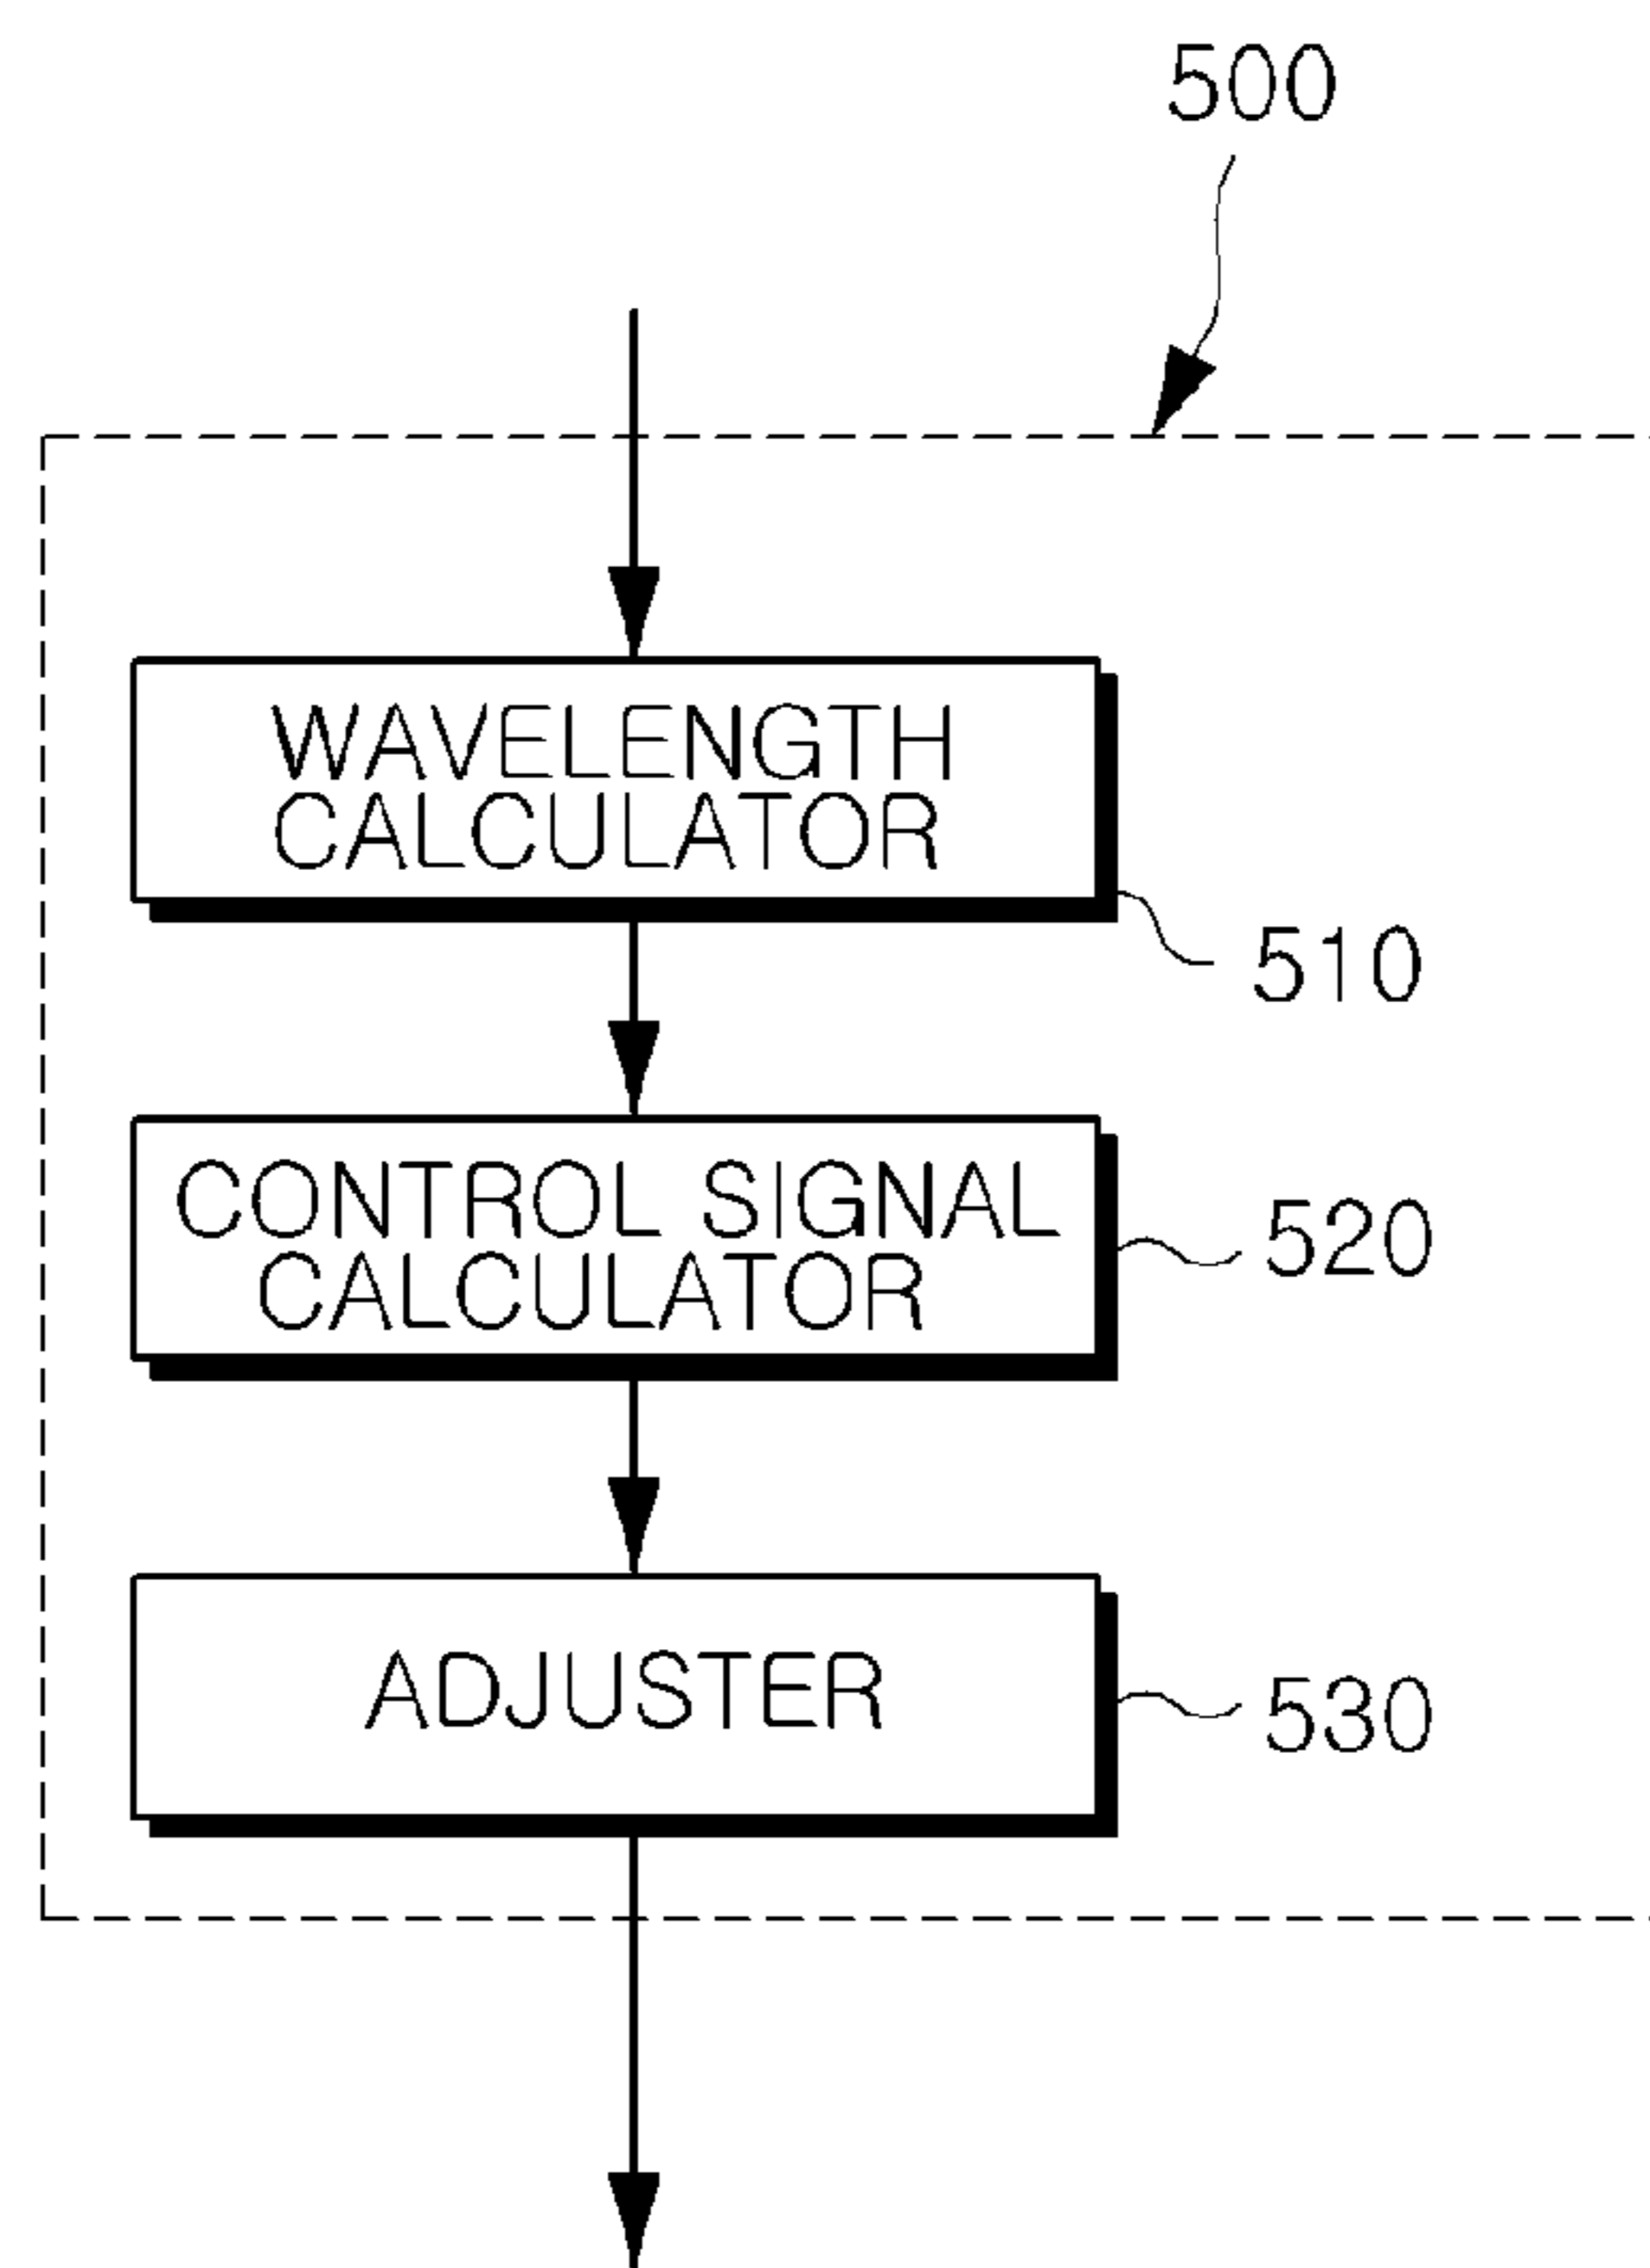 500
WAVELENGTH
CALCULATOR
510
CONTROL SIGNAL
CALCULATOR
520
ADJUSTER
530